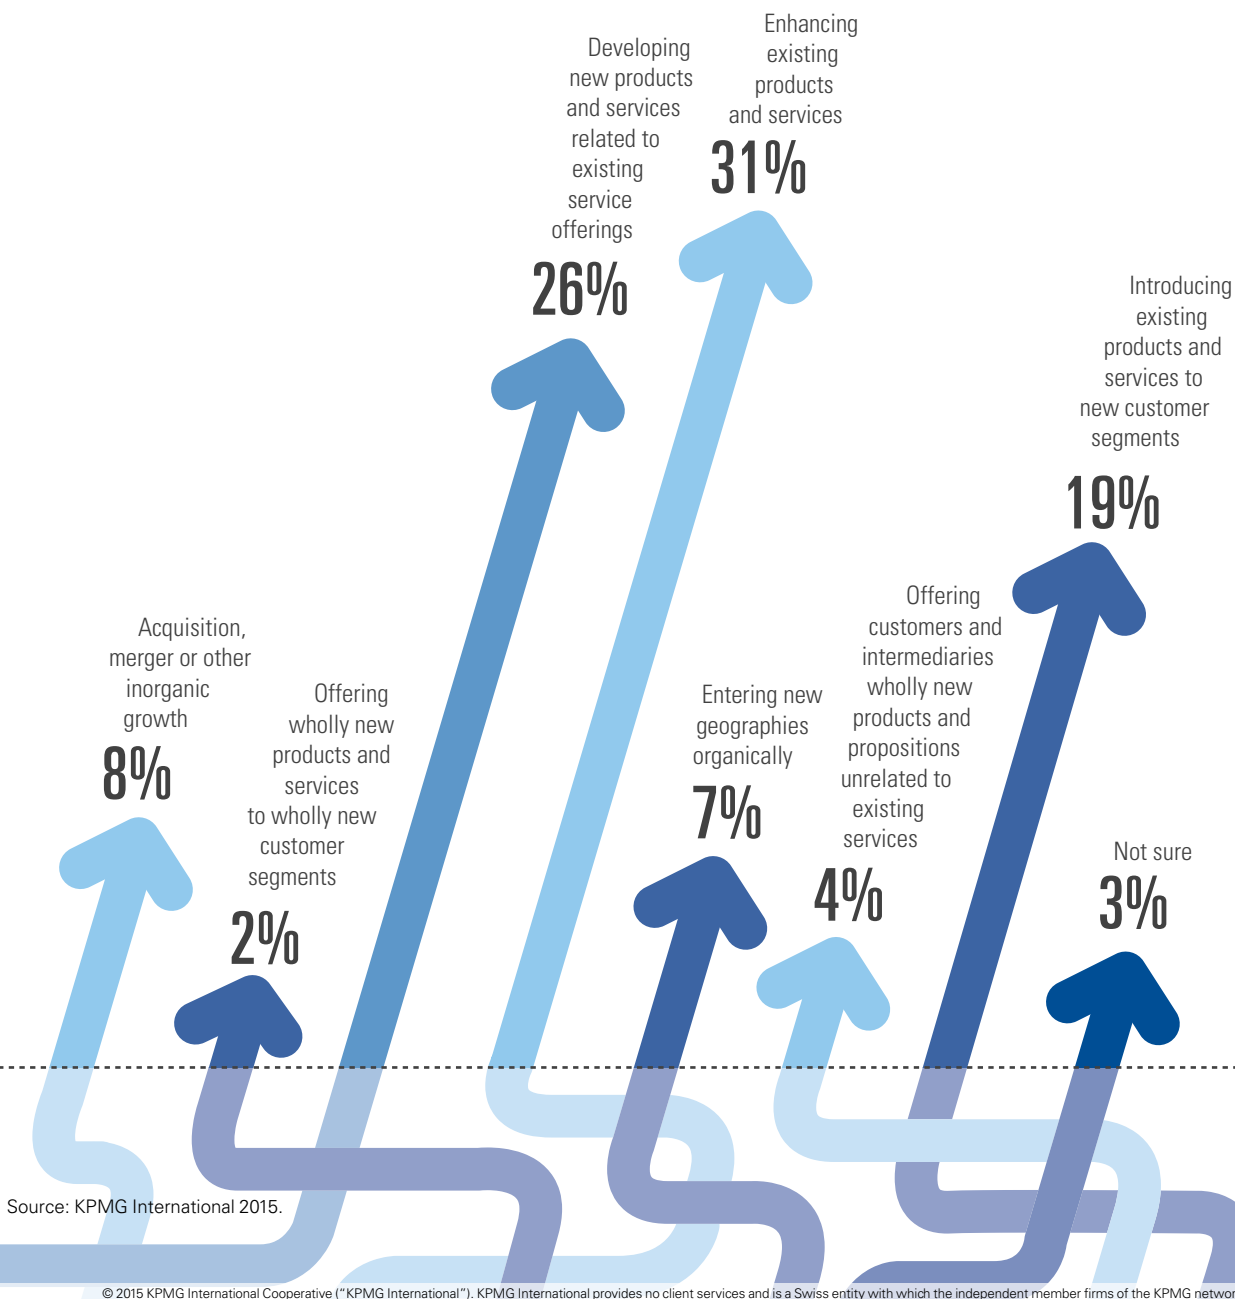 Acquisition,
merger or other
inorganic
growth
8%
Offering
wholly new
products and
services
to wholly new
customer
segments
2%
Developing
new products
and services
related to
existing
service
offerings
26%
Enhancing
existing
products
and services
31%
Entering new
geographies
organically
7%
Offering
customers and
intermediaries
wholly new
products and
propositions
unrelated to
existing
services
4%
Introducing
existing
products and
services to
new customer
segments
19%
Not sure
3%
Source: KPMG International 2015.
© 2015 KPMG International Cooperative (“KPMG International”). KPMG International provides no client services and is a Swiss entity with which the independent member firms of the KPMG networ